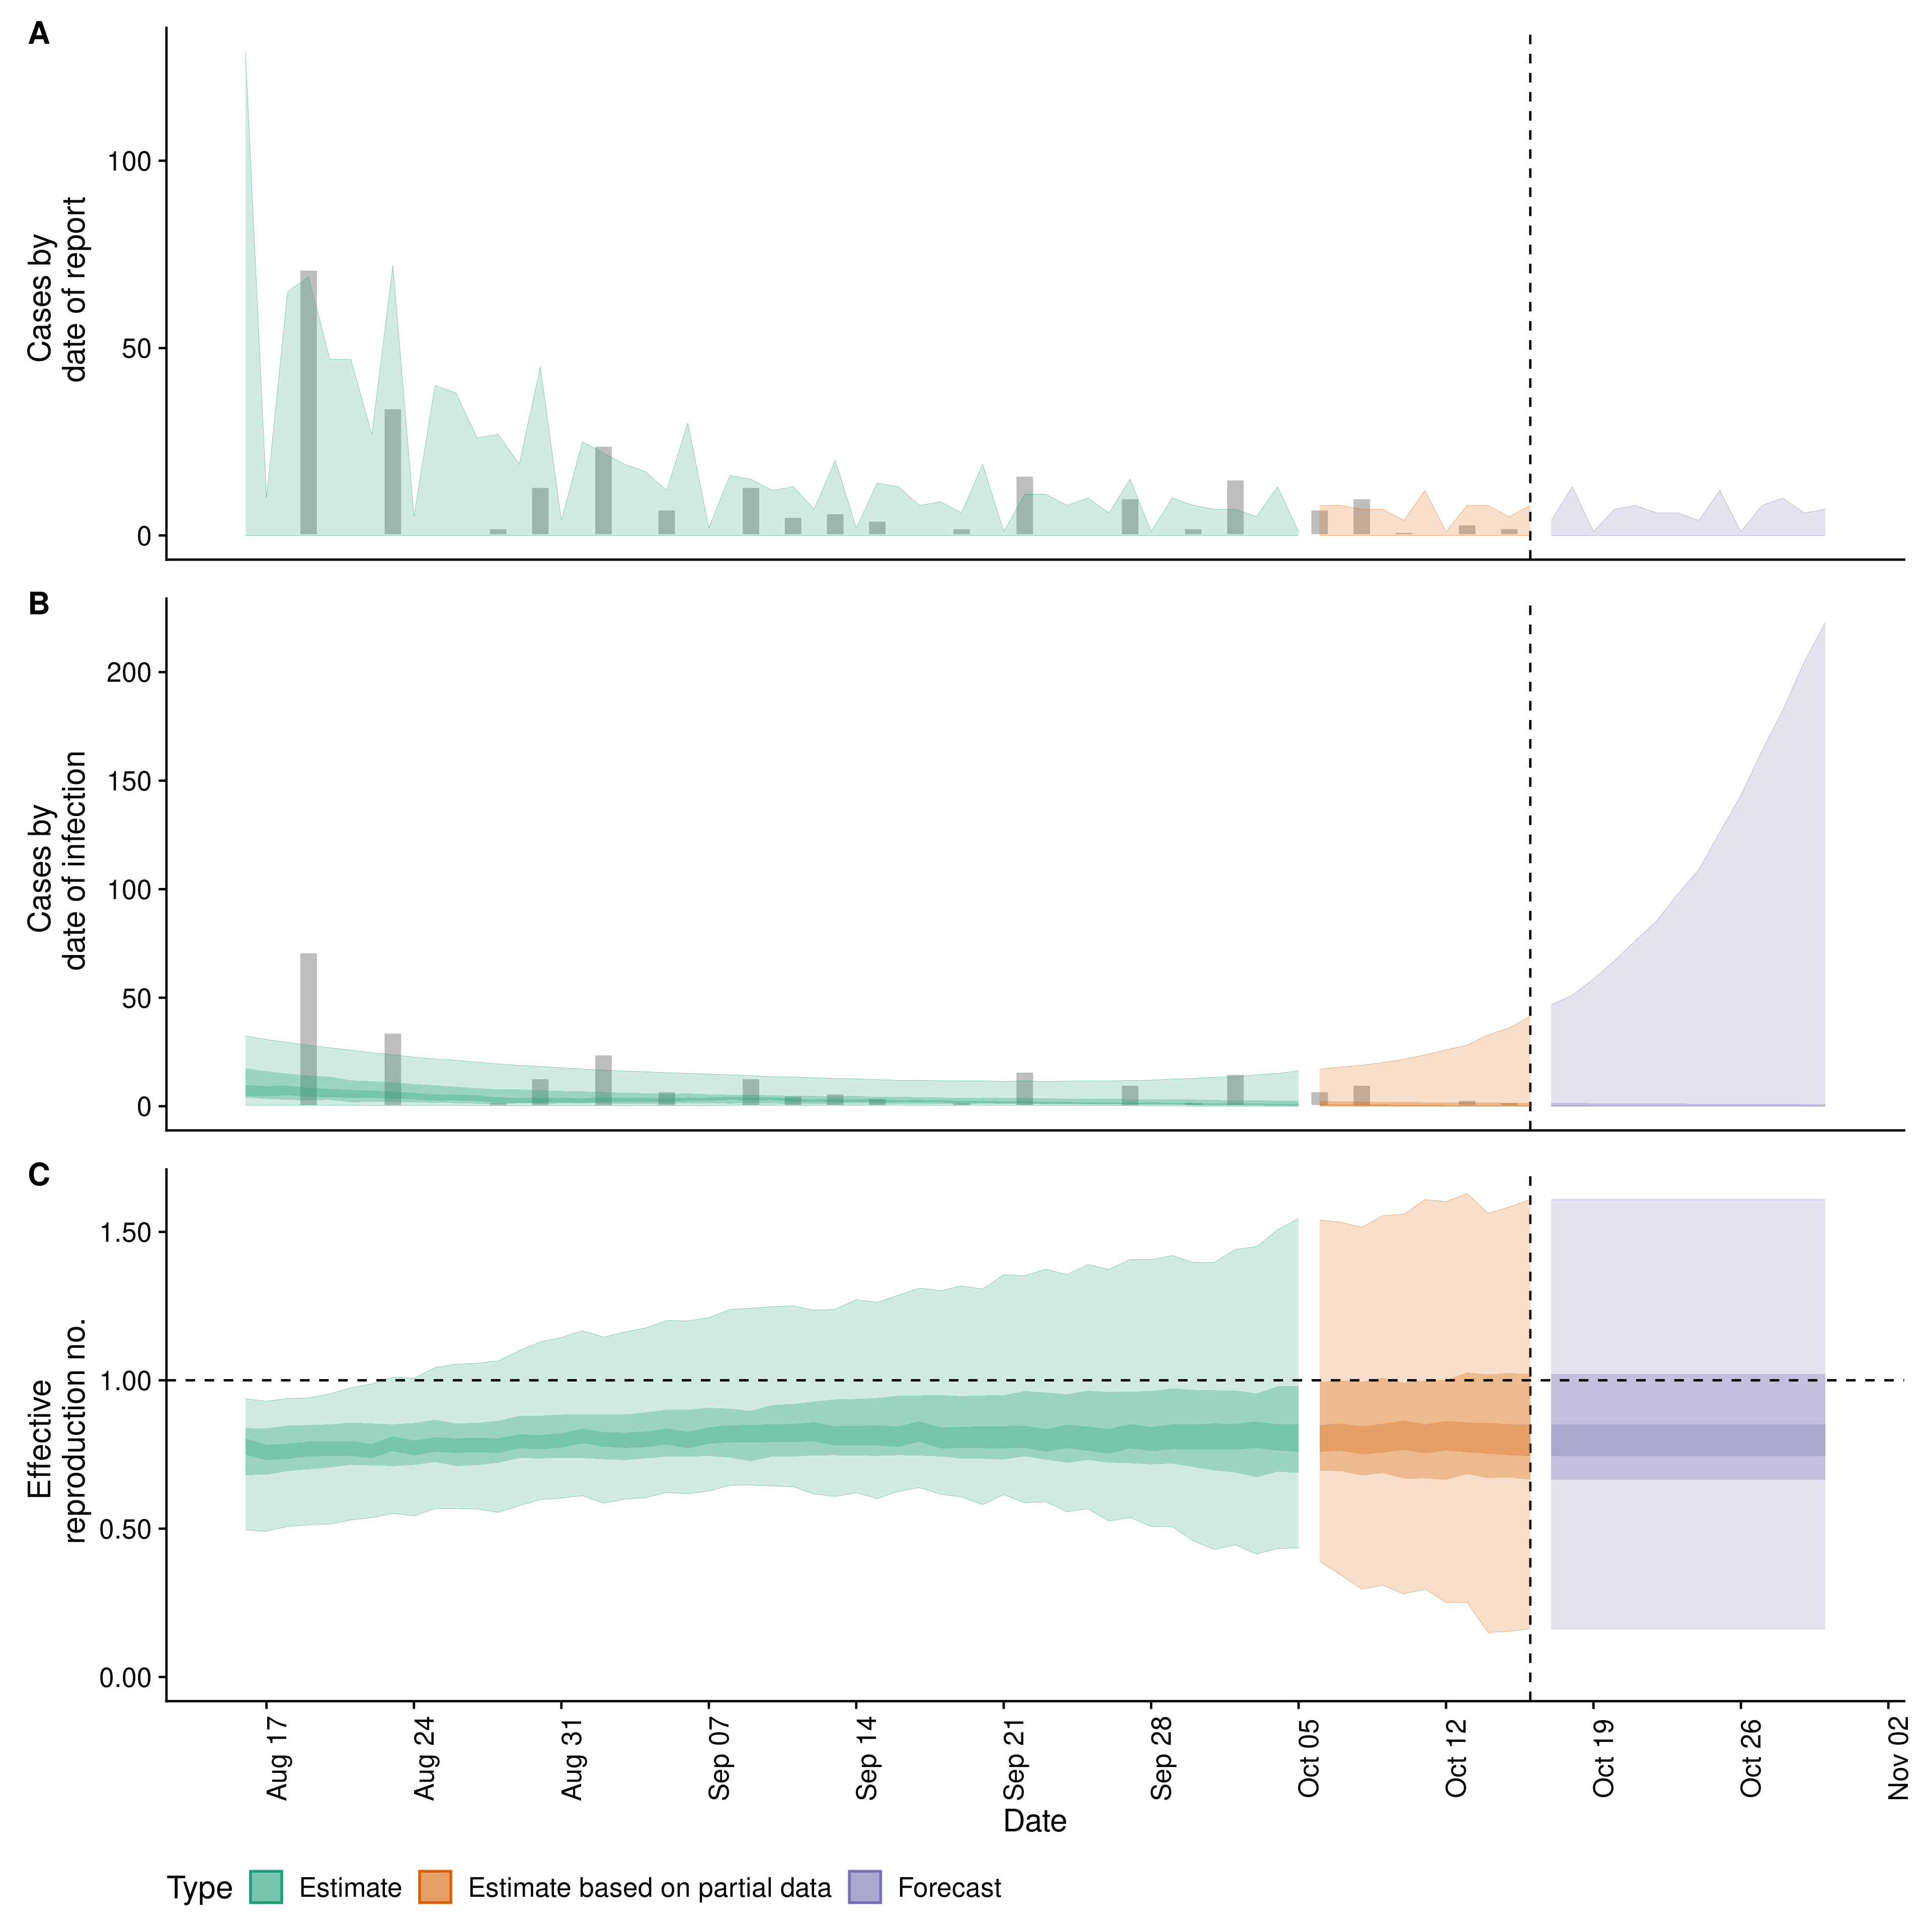 A
Cases by
date of report
100
50
0
B
Cases by
date of infection
200
150
100
50
0
C
Effective
reproduction no.
1.50
1.00
0.50
0.00
Aug 17
Aug 24
Aug 31
Sep 07
Sep 14
Sep 21
Sep 28
Oct 05
Oct 12
Oct 19
Oct 26
Nov 02
Date
Type Estimate Estimate based on partial data Forecast